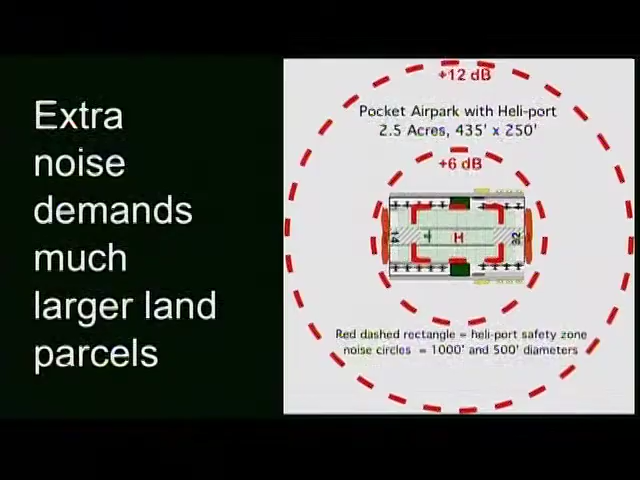 Extra
noise
demands
much
larger land
parcels
+12 dB
Pocket Airpark with Heli-port
2.5 Acres, 435' x 250'
+6 dB
H
Red dashed rectangle = heli-port safety zone
noise circles = 1000' and 500' diameters